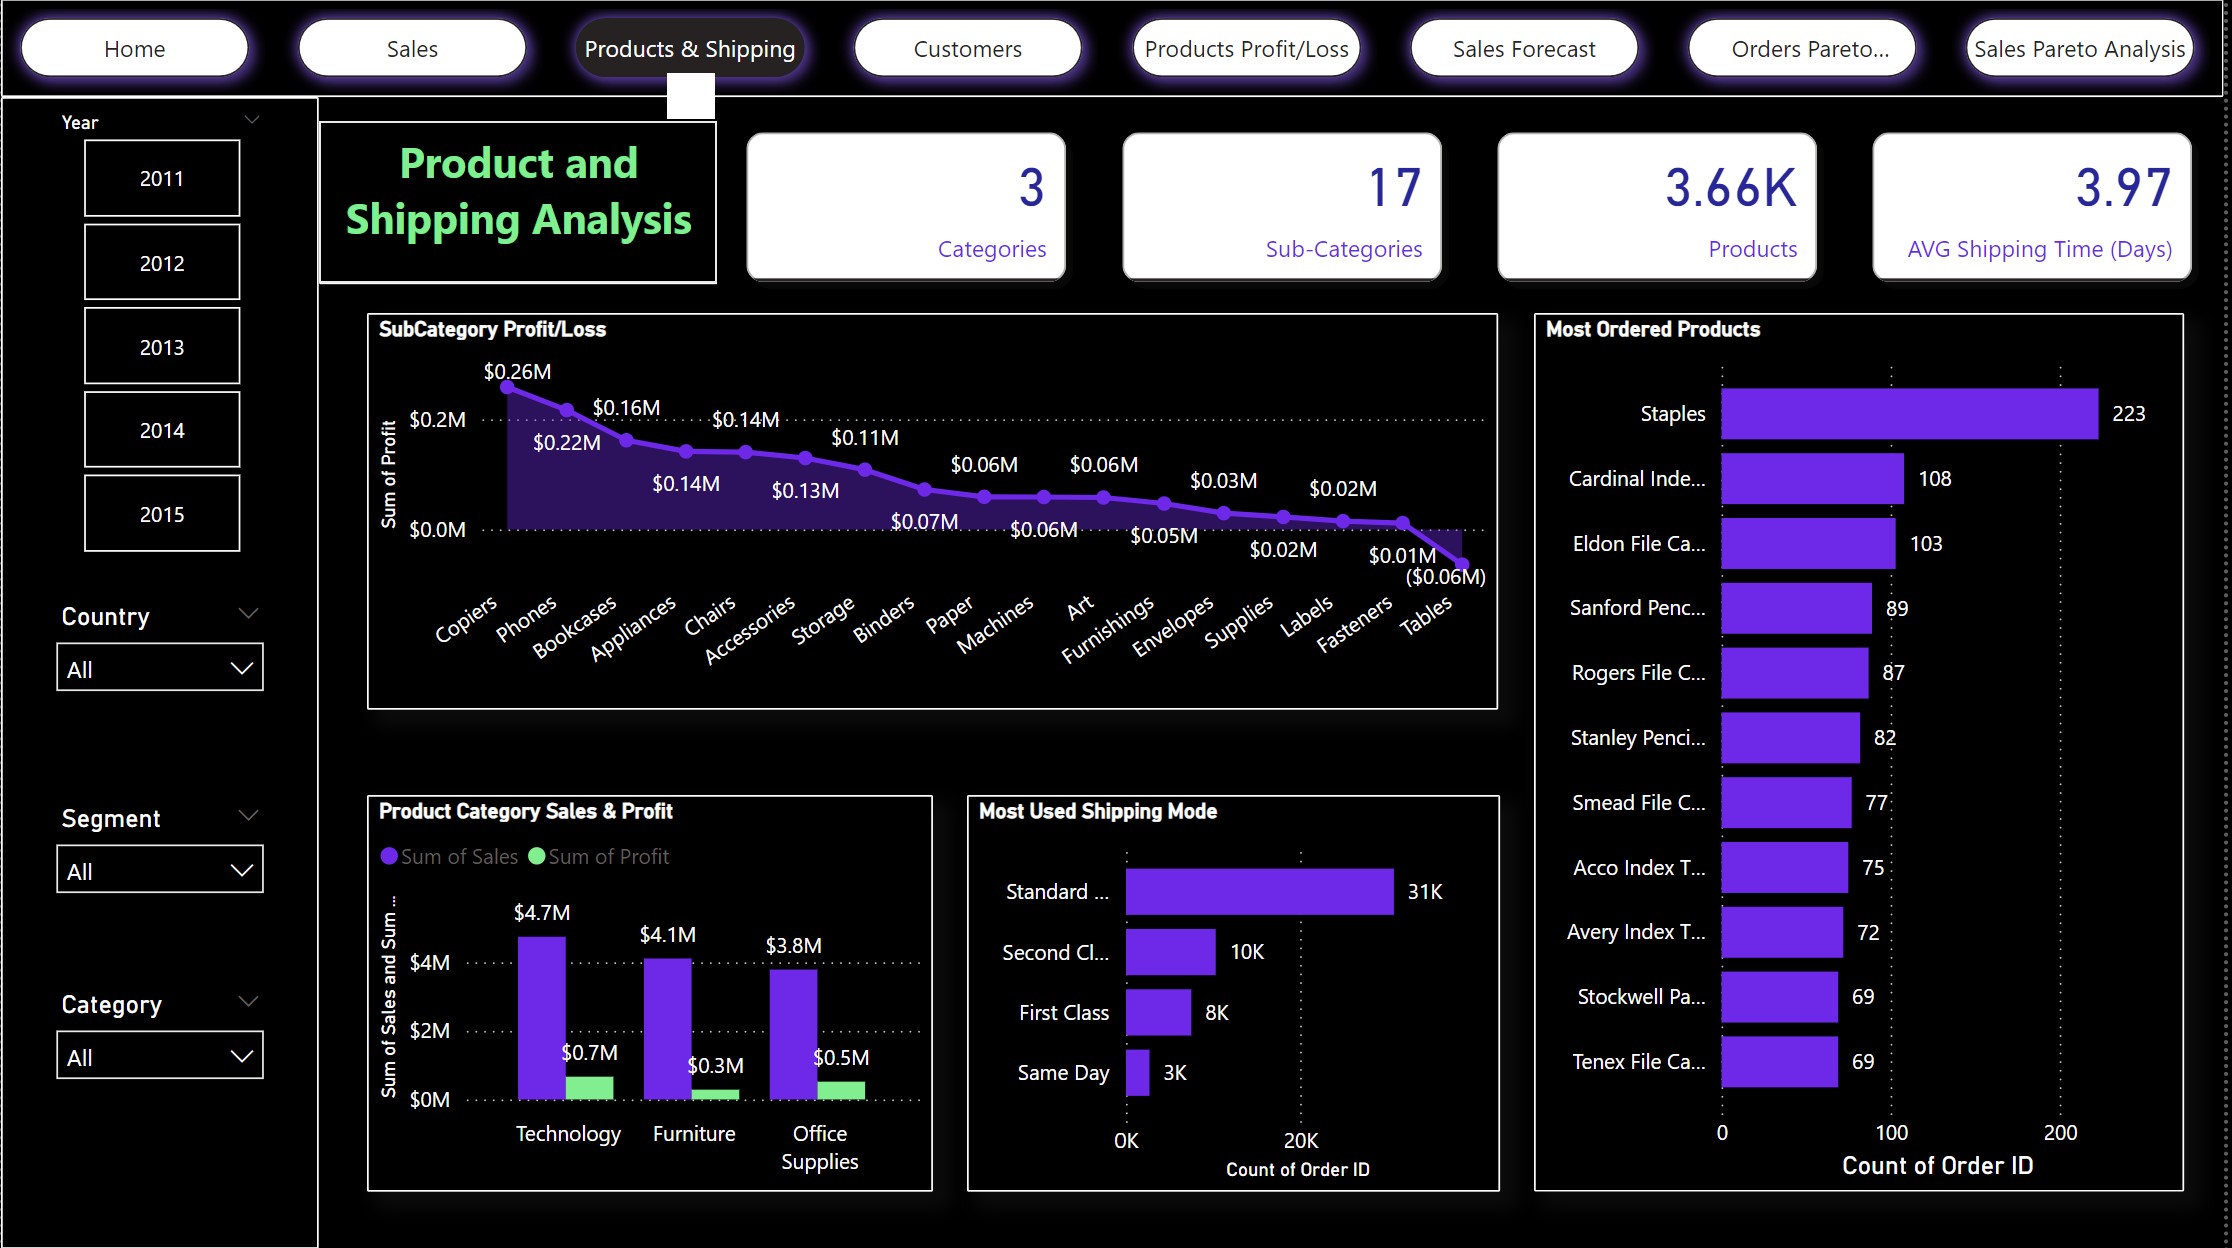 Home
Sales
Products & Shipping
Customers
Products Profit/Loss
Sales Forecast
Orders Pareto...
Sales Pareto Analysis
Year
2011
2012
2013
2014
2015
Country
All
Segment
All
Category
All
Product and
Shipping Analysis
3
Categories
17
Sub-Categories
3.66K
Products
3.97
AVG Shipping Time (Days)
SubCategory Profit/Loss
Sum of Profit
$0.2M
$0.0M
$0.26M
$0.22M
$0.16M
$0.14M
$0.14M
$0.13M
$0.11M
$0.07M
$0.06M
$0.06M
$0.06M
$0.05M
$0.03M
$0.02M
$0.02M
$0.01M
($0.06M)
Copiers
Phones
Bookcases
Appliances
Chairs
Accessories
Storage
Binders
Paper
Machines
Art
Furnishings
Envelopes
Supplies
Labels
Fasteners
Tables
Product Category Sales & Profit
Sum of Sales
Sum of Profit
Sum of Sales and Sum ...
$4M
$2M
$0M
$4.7M
$0.7M
$4.1M
$0.3M
$3.8M
$0.5M
Technology
Furniture
Office
Supplies
Most Used Shipping Mode
Standard ... 31K
Second Cl... 10K
First Class 8K
Same Day 3K
0K 20K
Count of Order ID
Most Ordered Products
Staples 223
Cardinal Inde... 108
Eldon File Ca... 103
Sanford Penc... 89
Rogers File C... 87
Stanley Penci... 82
Smead File C... 77
Acco Index T... 75
Avery Index T... 72
Stockwell Pa... 69
Tenex File Ca... 69
0 100 200
Count of Order ID